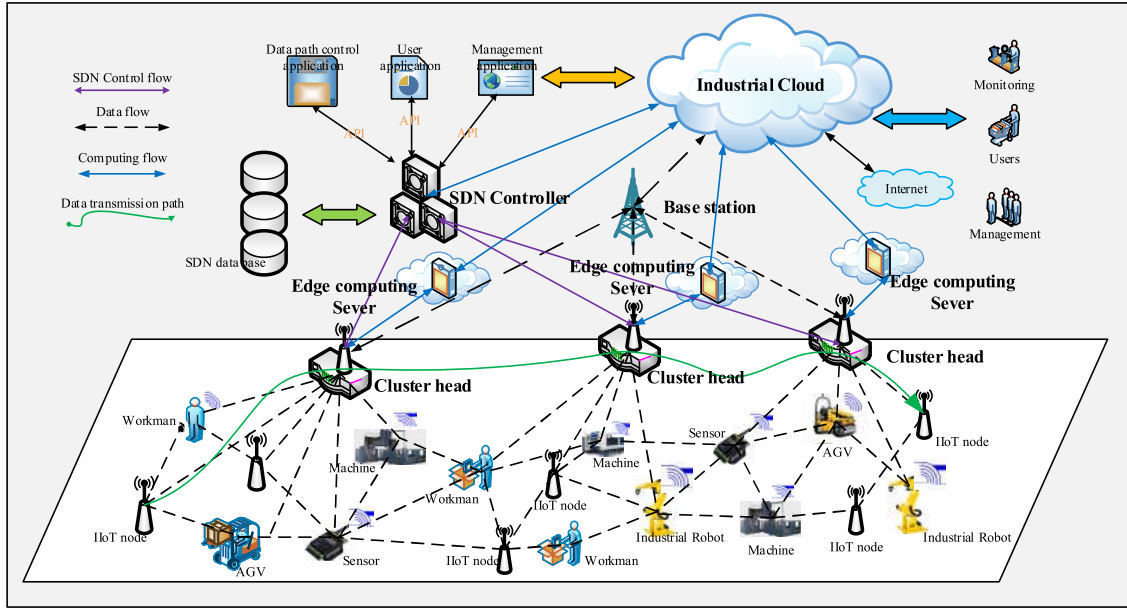 Data path control
application
User
application
Management
application
SDN Control flow
Data flow
Computing flow
Data transmission path
API
API
API
Industrial Cloud
Monitoring
Users
Management
Internet
SDN Controller
SDN database
Base station
Edge computing
Sever
Edge computing
Sever
Edge computing
Sever
Cluster head
Cluster head
Cluster head
Workman
Machine
Workman
Machine
Sensor
AGV
IIoT node
IIoT node
IIoT node
AGV
Sensor
IIoT node
Workman
Industrial Robot
Machine
IIoT node
Industrial Robot